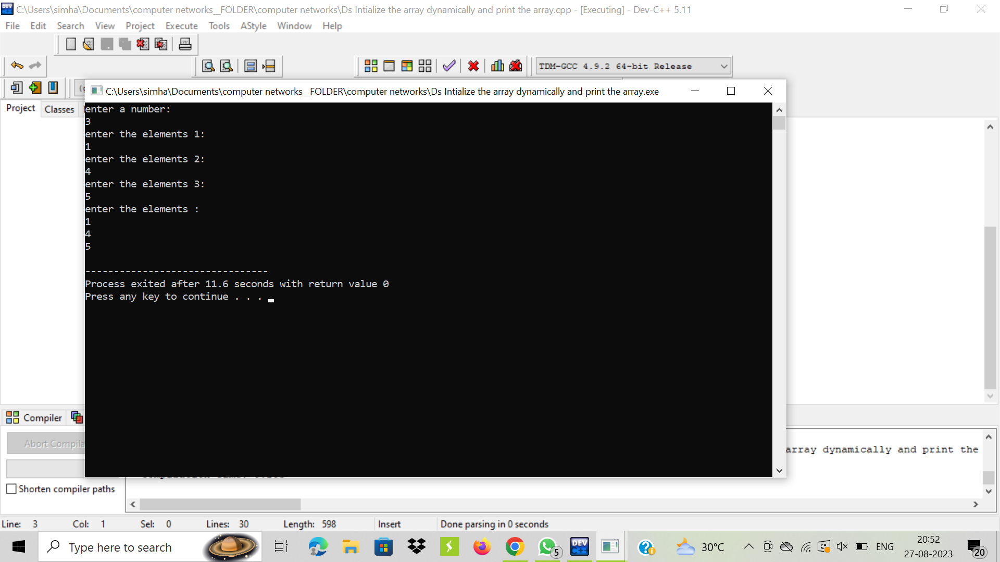 C:\Users\simha\Documents\computer networks_FOLDER\computer networks\Ds Intialize the array dynamically and print the array.cpp - [Executing] - Dev-C++ 5.11
File Edit Search View Project Execute Tools AStyle Window Help
TDM-GCC 4.9.2 64-bit Release
C:\Users\simha\Documents\computer networks_FOLDER\computer networks\Ds Intialize the array dynamically and print the array.exe
Project Classes
enter a number:
3
enter the elements 1:
1
enter the elements 2:
4
enter the elements 3:
5
enter the elements :
1
4
5
--------------------------------
Process exited after 11.6 seconds with return value 0
Press any key to continue . . .
Compiler
Abort Compila
array dynamically and print the
Shorten compiler paths
Line: 3 Col: 1 Sel: 0 Lines: 30 Length: 598 Insert Done parsing in 0 seconds
Type here to search
5
DEV C++
30°C
ENG
20:52
27-08-2023
20